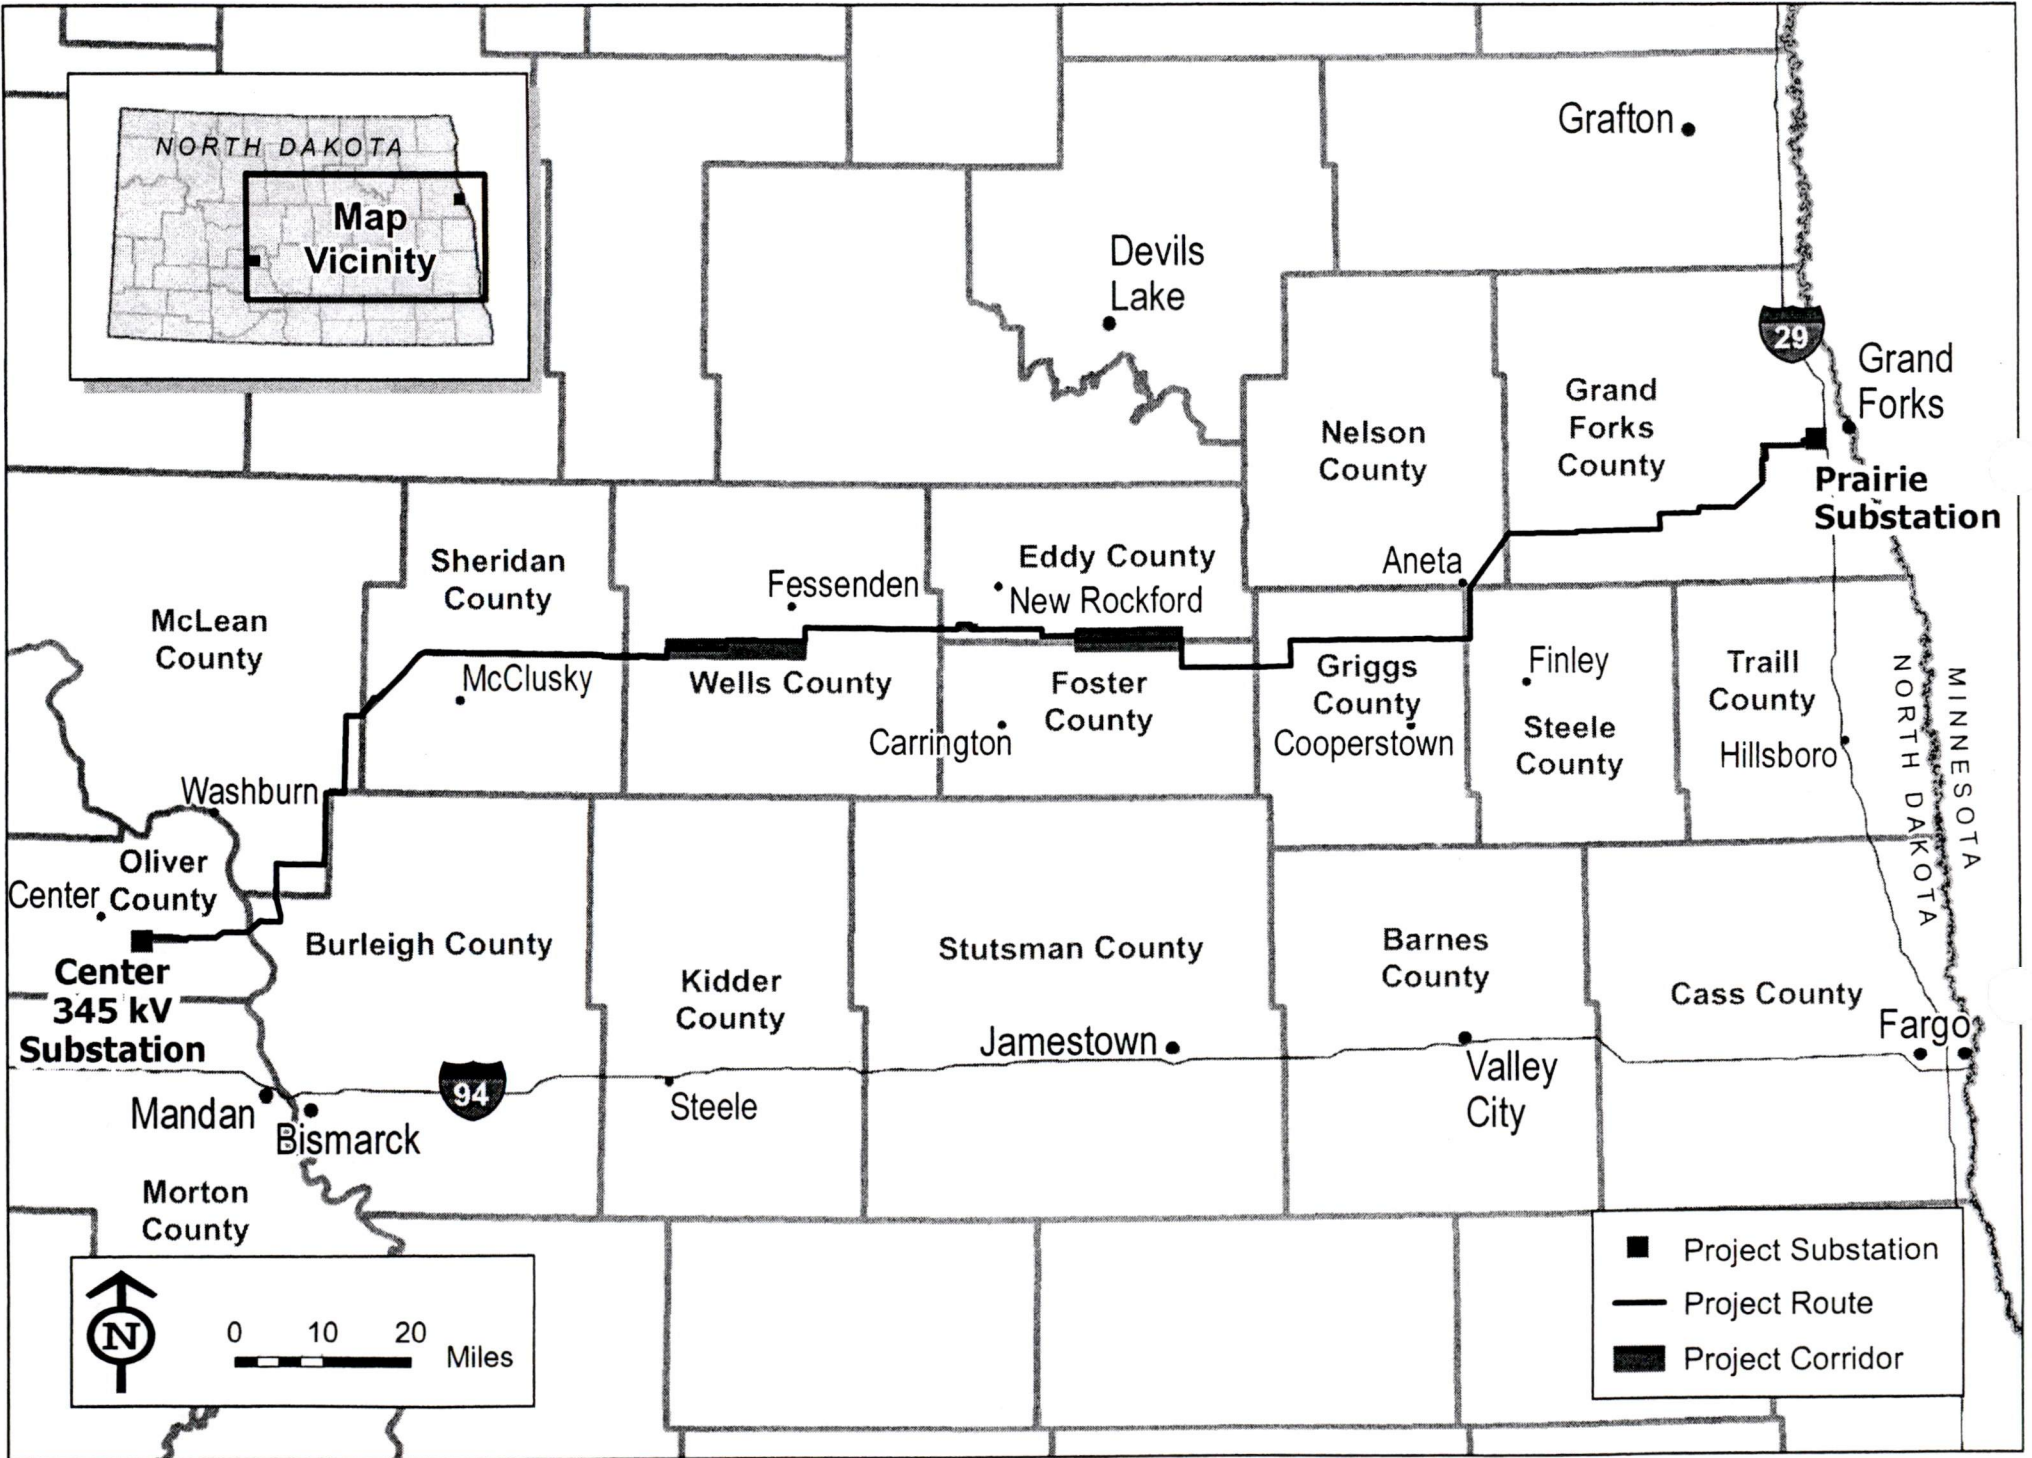 NORTH DAKOTA
Map
Vicinity
Grafton
Devils
Lake
29
Grand
Forks
Grand
Forks
County
Nelson
County
Prairie
Substation
Aneta
Eddy County
New Rockford
Fessenden
Sheridan
County
McLean
County
McClusky
Wells County
Foster
County
Carrington
Griggs
County
Cooperstown
Finley
Steele
County
Traill
County
Hillsboro
MINNESOTA
NORTH DAKOTA
Washburn
Oliver
County
Center
Center
345 kV
Substation
Burleigh County
Kidder
County
Stutsman County
Barnes
County
Cass County
Fargo
Jamestown
Valley
City
94
Steele
Mandan
Bismarck
Morton
County
N
0 10 20
Miles
Project Substation
Project Route
Project Corridor